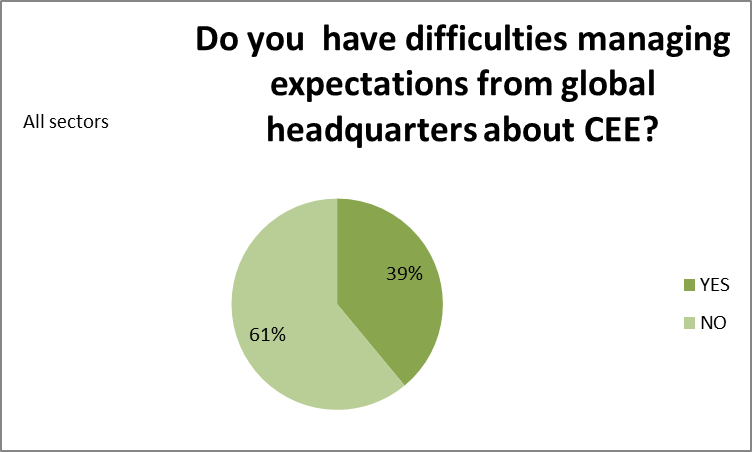 Do you  have difficulties managing
expectations from global
headquarters about CEE?
All sectors
39%
61%
YES
NO